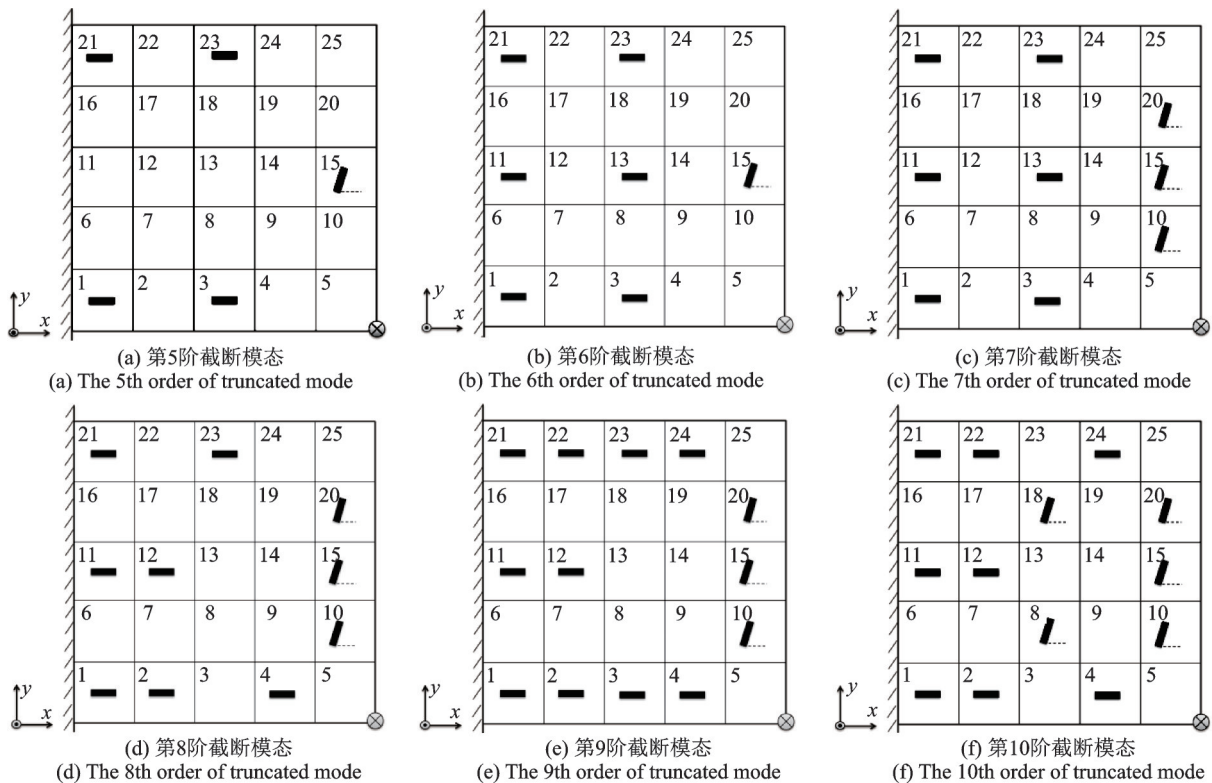 21 22 23 24 25
16 17 18 19 20
11 12 13 14 15
6 7 8 9 10
1 2 3 4 5
y
x
(a) 第5阶截断模态
(a) The 5th order of truncated mode
21 22 23 24 25
16 17 18 19 20
11 12 13 14 15
6 7 8 9 10
1 2 3 4 5
y
x
(b) 第6阶截断模态
(b) The 6th order of truncated mode
21 22 23 24 25
16 17 18 19 20
11 12 13 14 15
6 7 8 9 10
1 2 3 4 5
y
x
(c) 第7阶截断模态
(c) The 7th order of truncated mode
21 22 23 24 25
16 17 18 19 20
11 12 13 14 15
6 7 8 9 10
1 2 3 4 5
y
x
(d) 第8阶截断模态
(d) The 8th order of truncated mode
21 22 23 24 25
16 17 18 19 20
11 12 13 14 15
6 7 8 9 10
1 2 3 4 5
y
x
(e) 第9阶截断模态
(e) The 9th order of truncated mode
21 22 23 24 25
16 17 18 19 20
11 12 13 14 15
6 7 8 9 10
1 2 3 4 5
y
x
(f) 第10阶截断模态
(f) The 10th order of truncated mode